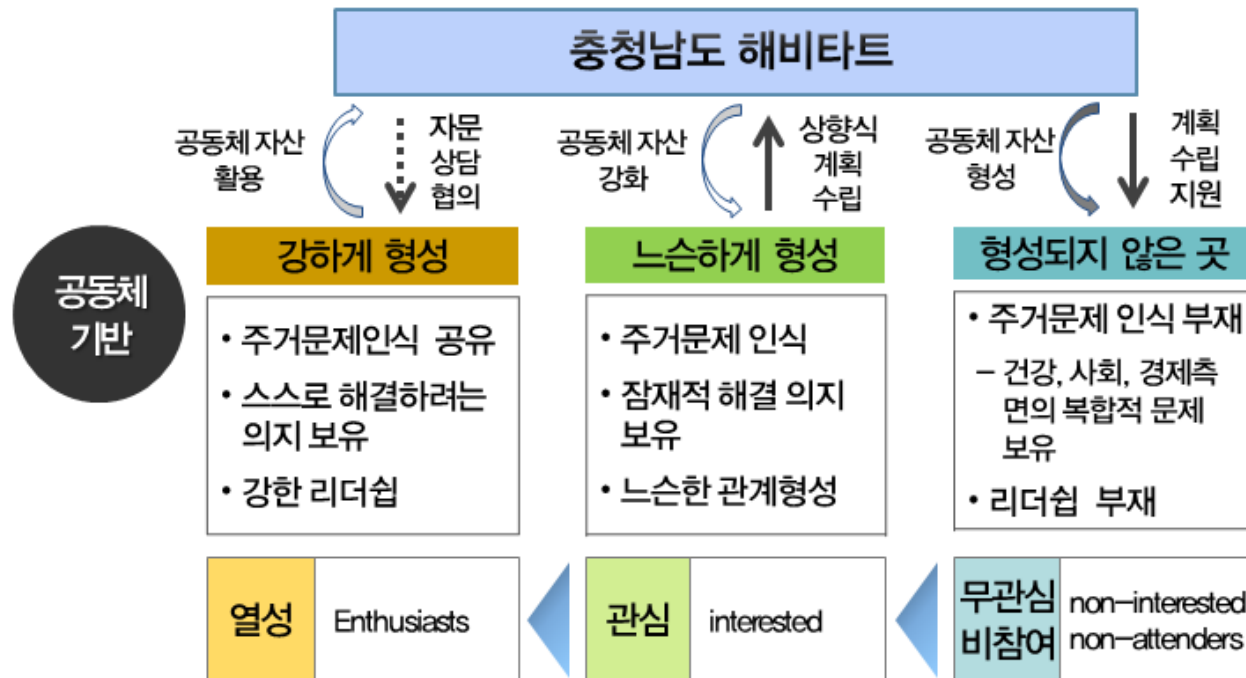 충청남도 해비타트
공동체 자산
활용
자문
상담
협의
공동체 자산
강화
상향식
계획
수립
공동체 자산
형성
계획
수립
지원
공동체
기반
강하게 형성
• 주거문제인식 공유
• 스스로 해결하려는
의지 보유
• 강한 리더쉽
느슨하게 형성
• 주거문제 인식
• 잠재적 해결 의지
보유
• 느슨한 관계형성
형성되지 않은 곳
• 주거문제 인식 부재
– 건강, 사회, 경제측
면의 복합적 문제
보유
• 리더쉽 부재
열성
Enthusiasts
관심
interested
무관심
비참여
non-interested
non-attenders